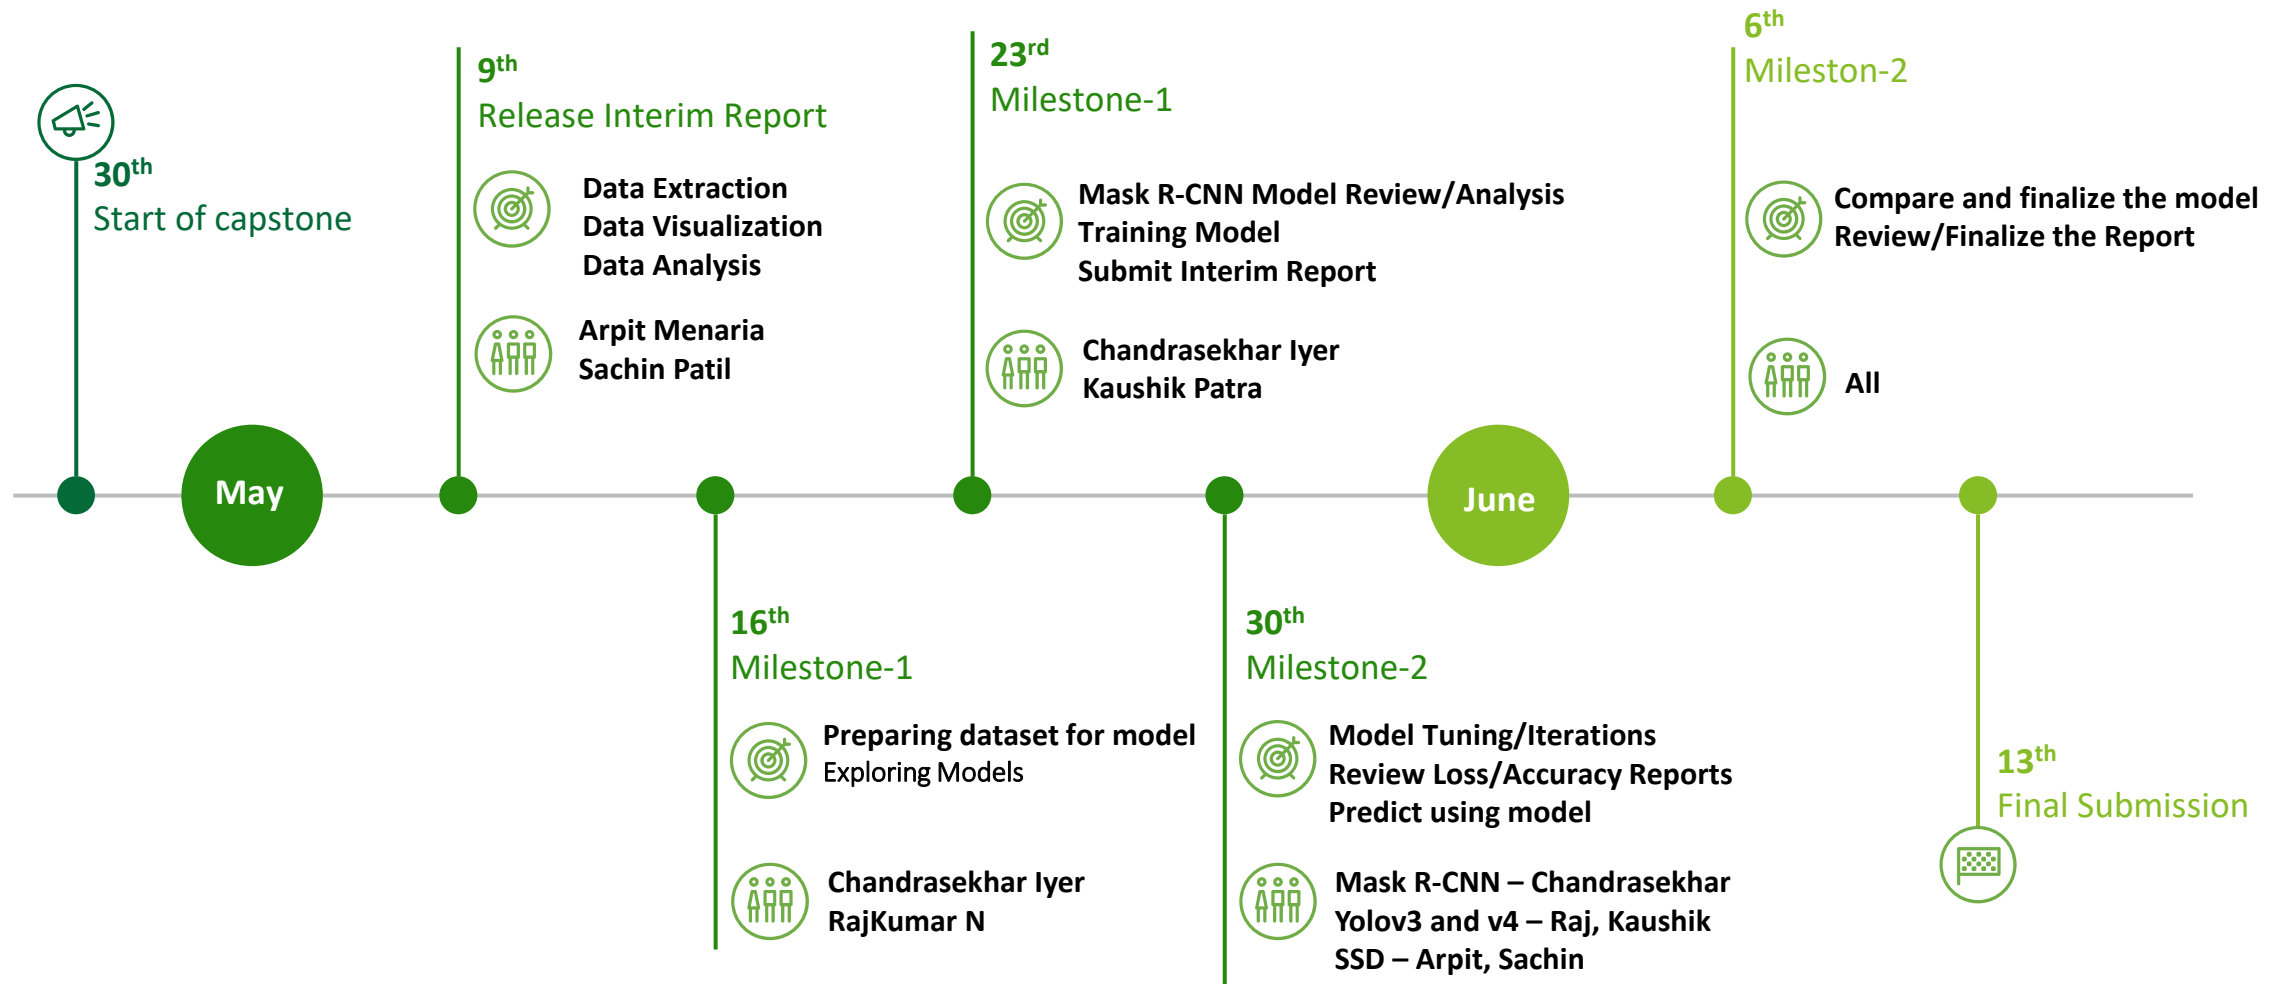 30th
Start of capstone
May
9th
Release Interim Report
Data Extraction
Data Visualization
Data Analysis
Arpit Menaria
Sachin Patil
16th
Milestone-1
Preparing dataset for model
Exploring Models
Chandrasekhar Iyer
RajKumar N
23rd
Milestone-1
Mask R-CNN Model Review/Analysis
Training Model
Submit Interim Report
Chandrasekhar Iyer
Kaushik Patra
30th
Milestone-2
Model Tuning/Iterations
Review Loss/Accuracy Reports
Predict using model
Mask R-CNN – Chandrasekhar
Yolov3 and v4 – Raj, Kaushik
SSD – Arpit, Sachin
June
6th
Mileston-2
Compare and finalize the model
Review/Finalize the Report
All
13th
Final Submission